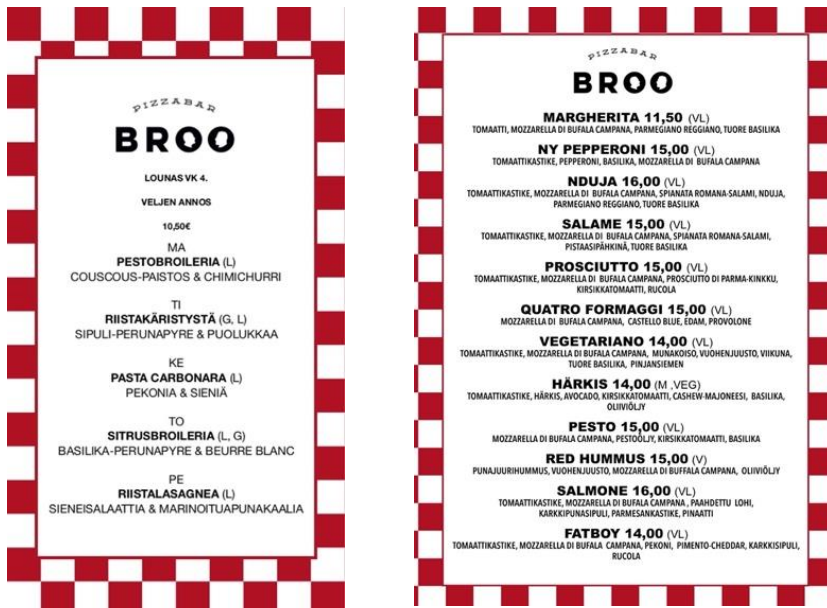 PIZZABAR
BROO
LOUNAS VK 4.
VELJEN ANNOS
10,50€
MA
PESTOBROILERIA (L)
COUSCOUS-PAISTOS & CHIMICHURRI
TI
RIISTAKÄRISTYSTÄ (G, L)
SIPULI-PERUNAPYRE & PUOLUKKAA
KE
PASTA CARBONARA (L)
PEKONIA & SIENIÄ
TO
SITRUSBROILERIA (L, G)
BASILIKA-PERUNAPYRE & BEURRE BLANC
PE
RIISTALASAGNEA (L)
SIENEISALAATTIA & MARINOITUAPUNAKAALIA
PIZZABAR
BROO
MARGHERITA 11,50 (VL)
TOMAATTI, MOZZARELLA DI BUFALA CAMPANA, PARMEGIANO REGGIANO, TUORE BASILIKA
NY PEPPERONI 15,00 (VL)
TOMAATTIKASTIKE, PEPPERONI, BASILIKA, MOZZARELLA DI BUFALA CAMPANA
NDUJA 16,00 (VL)
TOMAATTIKASTIKE, MOZZARELLA DI BUFALA CAMPANA, SPIANATA ROMANA-SALAMI, NDUJA,
PARMEGIANO REGGIANO, TUORE BASILIKA
SALAME 15,00 (VL)
TOMAATTIKASTIKE, MOZZARELLA DI BUFALA CAMPANA, SPIANATA ROMANA-SALAMI,
PISTAASIPÄHKINÄ, TUORE BASILIKA
PROSCIUTTO 15,00 (VL)
TOMAATTIKASTIKE, MOZZARELLA DI BUFALA CAMPANA, PROSCIUTTO DI PARMA-KINKKU,
KIRSIKKATOMAATTI, RUCOLA
QUATRO FORMAGGI 15,00 (VL)
MOZZARELLA DI BUFALA CAMPANA, CASTELLO BLUE, EDAM, PROVOLONE
VEGETARIANO 14,00 (VL)
TOMAATTIKASTIKE, MOZZARELLA DI BUFALA CAMPANA, MUNAKOISO, VUOHENJUUSTO, VIIKUNA,
TUORE BASILIKA, PINJANSIEMEN
HÄRKIS 14,00 (M ,VEG)
TOMAATTIKASTIKE, HÄRKIS, AVOCADO, KIRSIKKATOMAATTI, CASHEW-MAJONEESI, BASILIKA,
OLIIVIÖLJY
PESTO 15,00 (VL)
MOZZARELLA DI BUFALA CAMPANA, PESTOÖLJY, KIRSIKKATOMAATTI, BASILIKA
RED HUMMUS 15,00 (V)
PUNAJUURIHUMMUS, VUOHENJUUSTO, MOZZARELLA DI BUFFALA CAMPANA, OLIIVIÖLJY
SALMONE 16,00 (VL)
TOMAATTIKASTIKE, MOZZARELLA DI BUFALA CAMPANA , PAAHDETTU LOHI,
KARKKIPUNASIPULI, PARMESANKASTIKE, PINAATTI
FATBOY 14,00 (VL)
TOMAATTIKASTIKE, MOZZARELLA DI BUFALA CAMPANA, PEKONI, PIMENTO-CHEDDAR, KARKKISIPULI,
RUCOLA